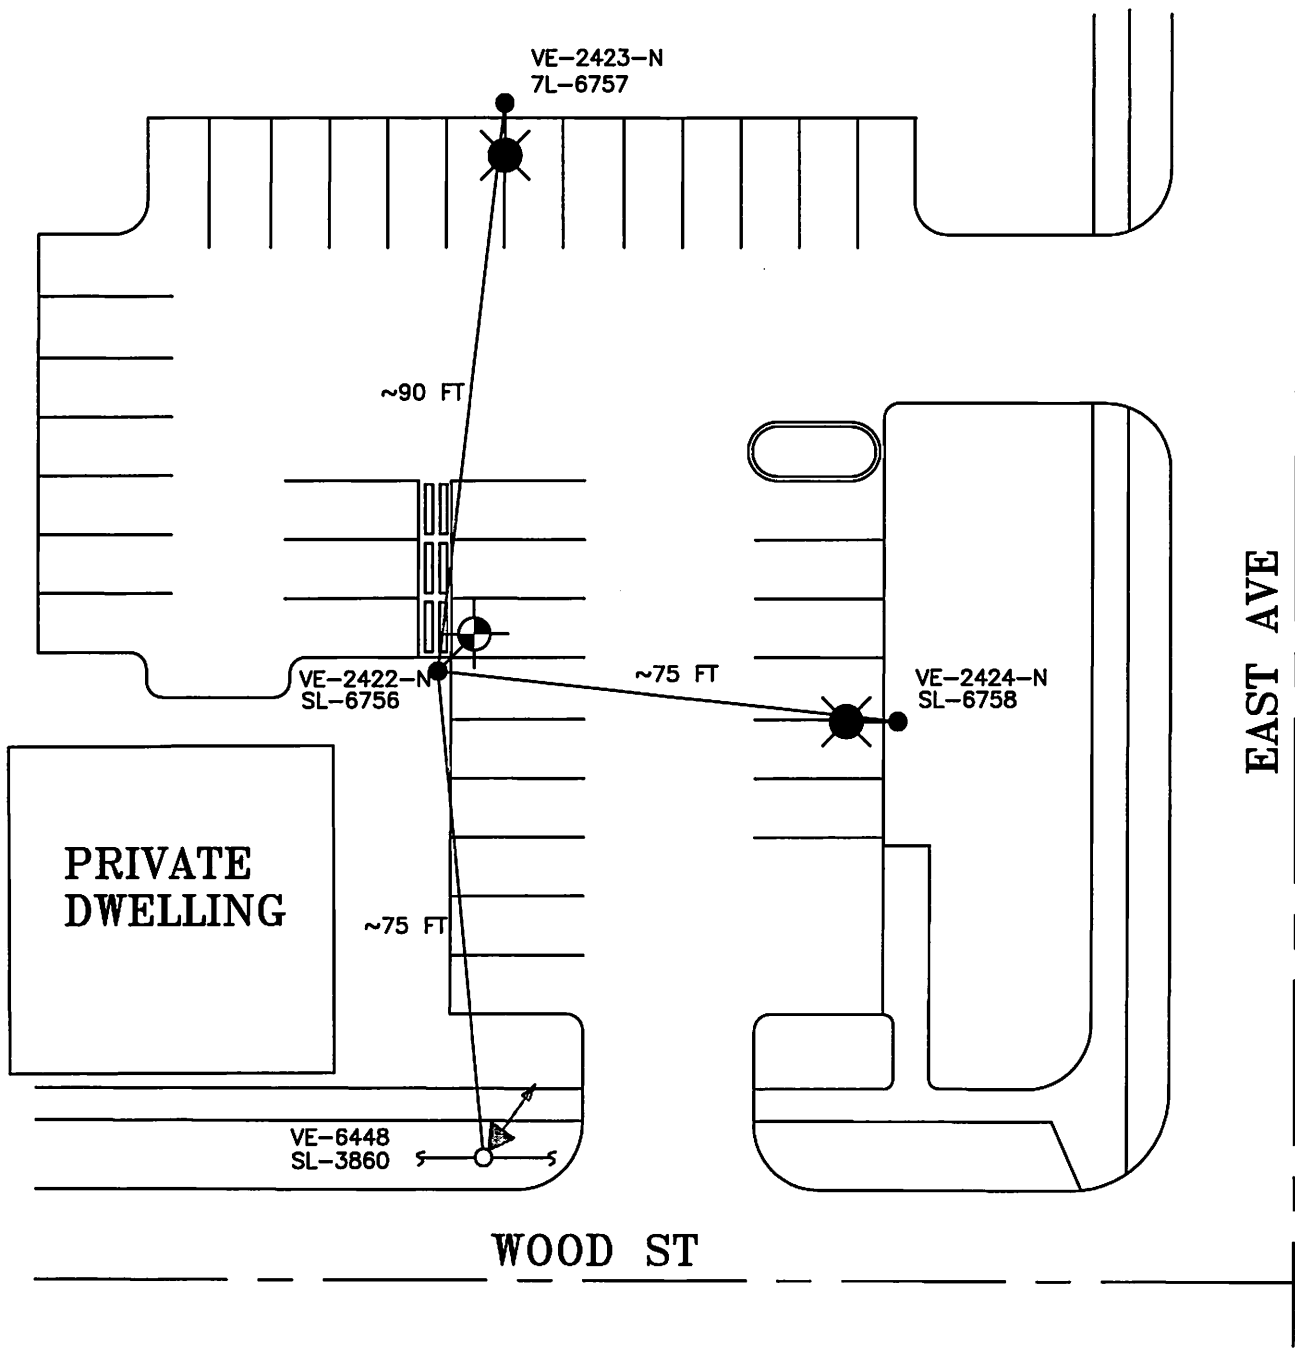 VE-2423-N
7L-6757
~90 FT
VE-2422-N
SL-6756
~75 FT
VE-2424-N
SL-6758
EAST AVE
PRIVATE
DWELLING
~75 FT
VE-6448
SL-3860
WOOD ST